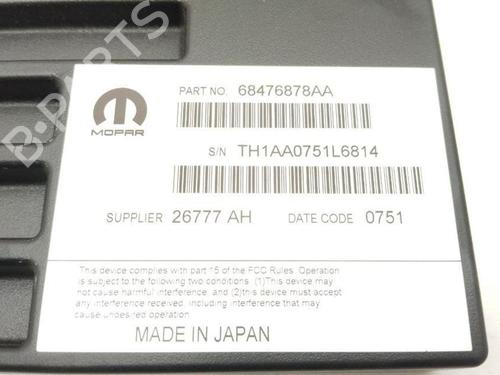 B-PARTS
MOPAR
PART NO. 68476878AA
S/N TH1AA0751L6814
SUPPLIER 26777 AH DATE CODE 0751
This device complies with part 15 of the FCC Rules. Operation
is subject to the following two conditions. (1)This device may
not cause harmful interference. and (2)this device must accept
any interference received, including interference that may
cause undesired operation.
MADE IN JAPAN